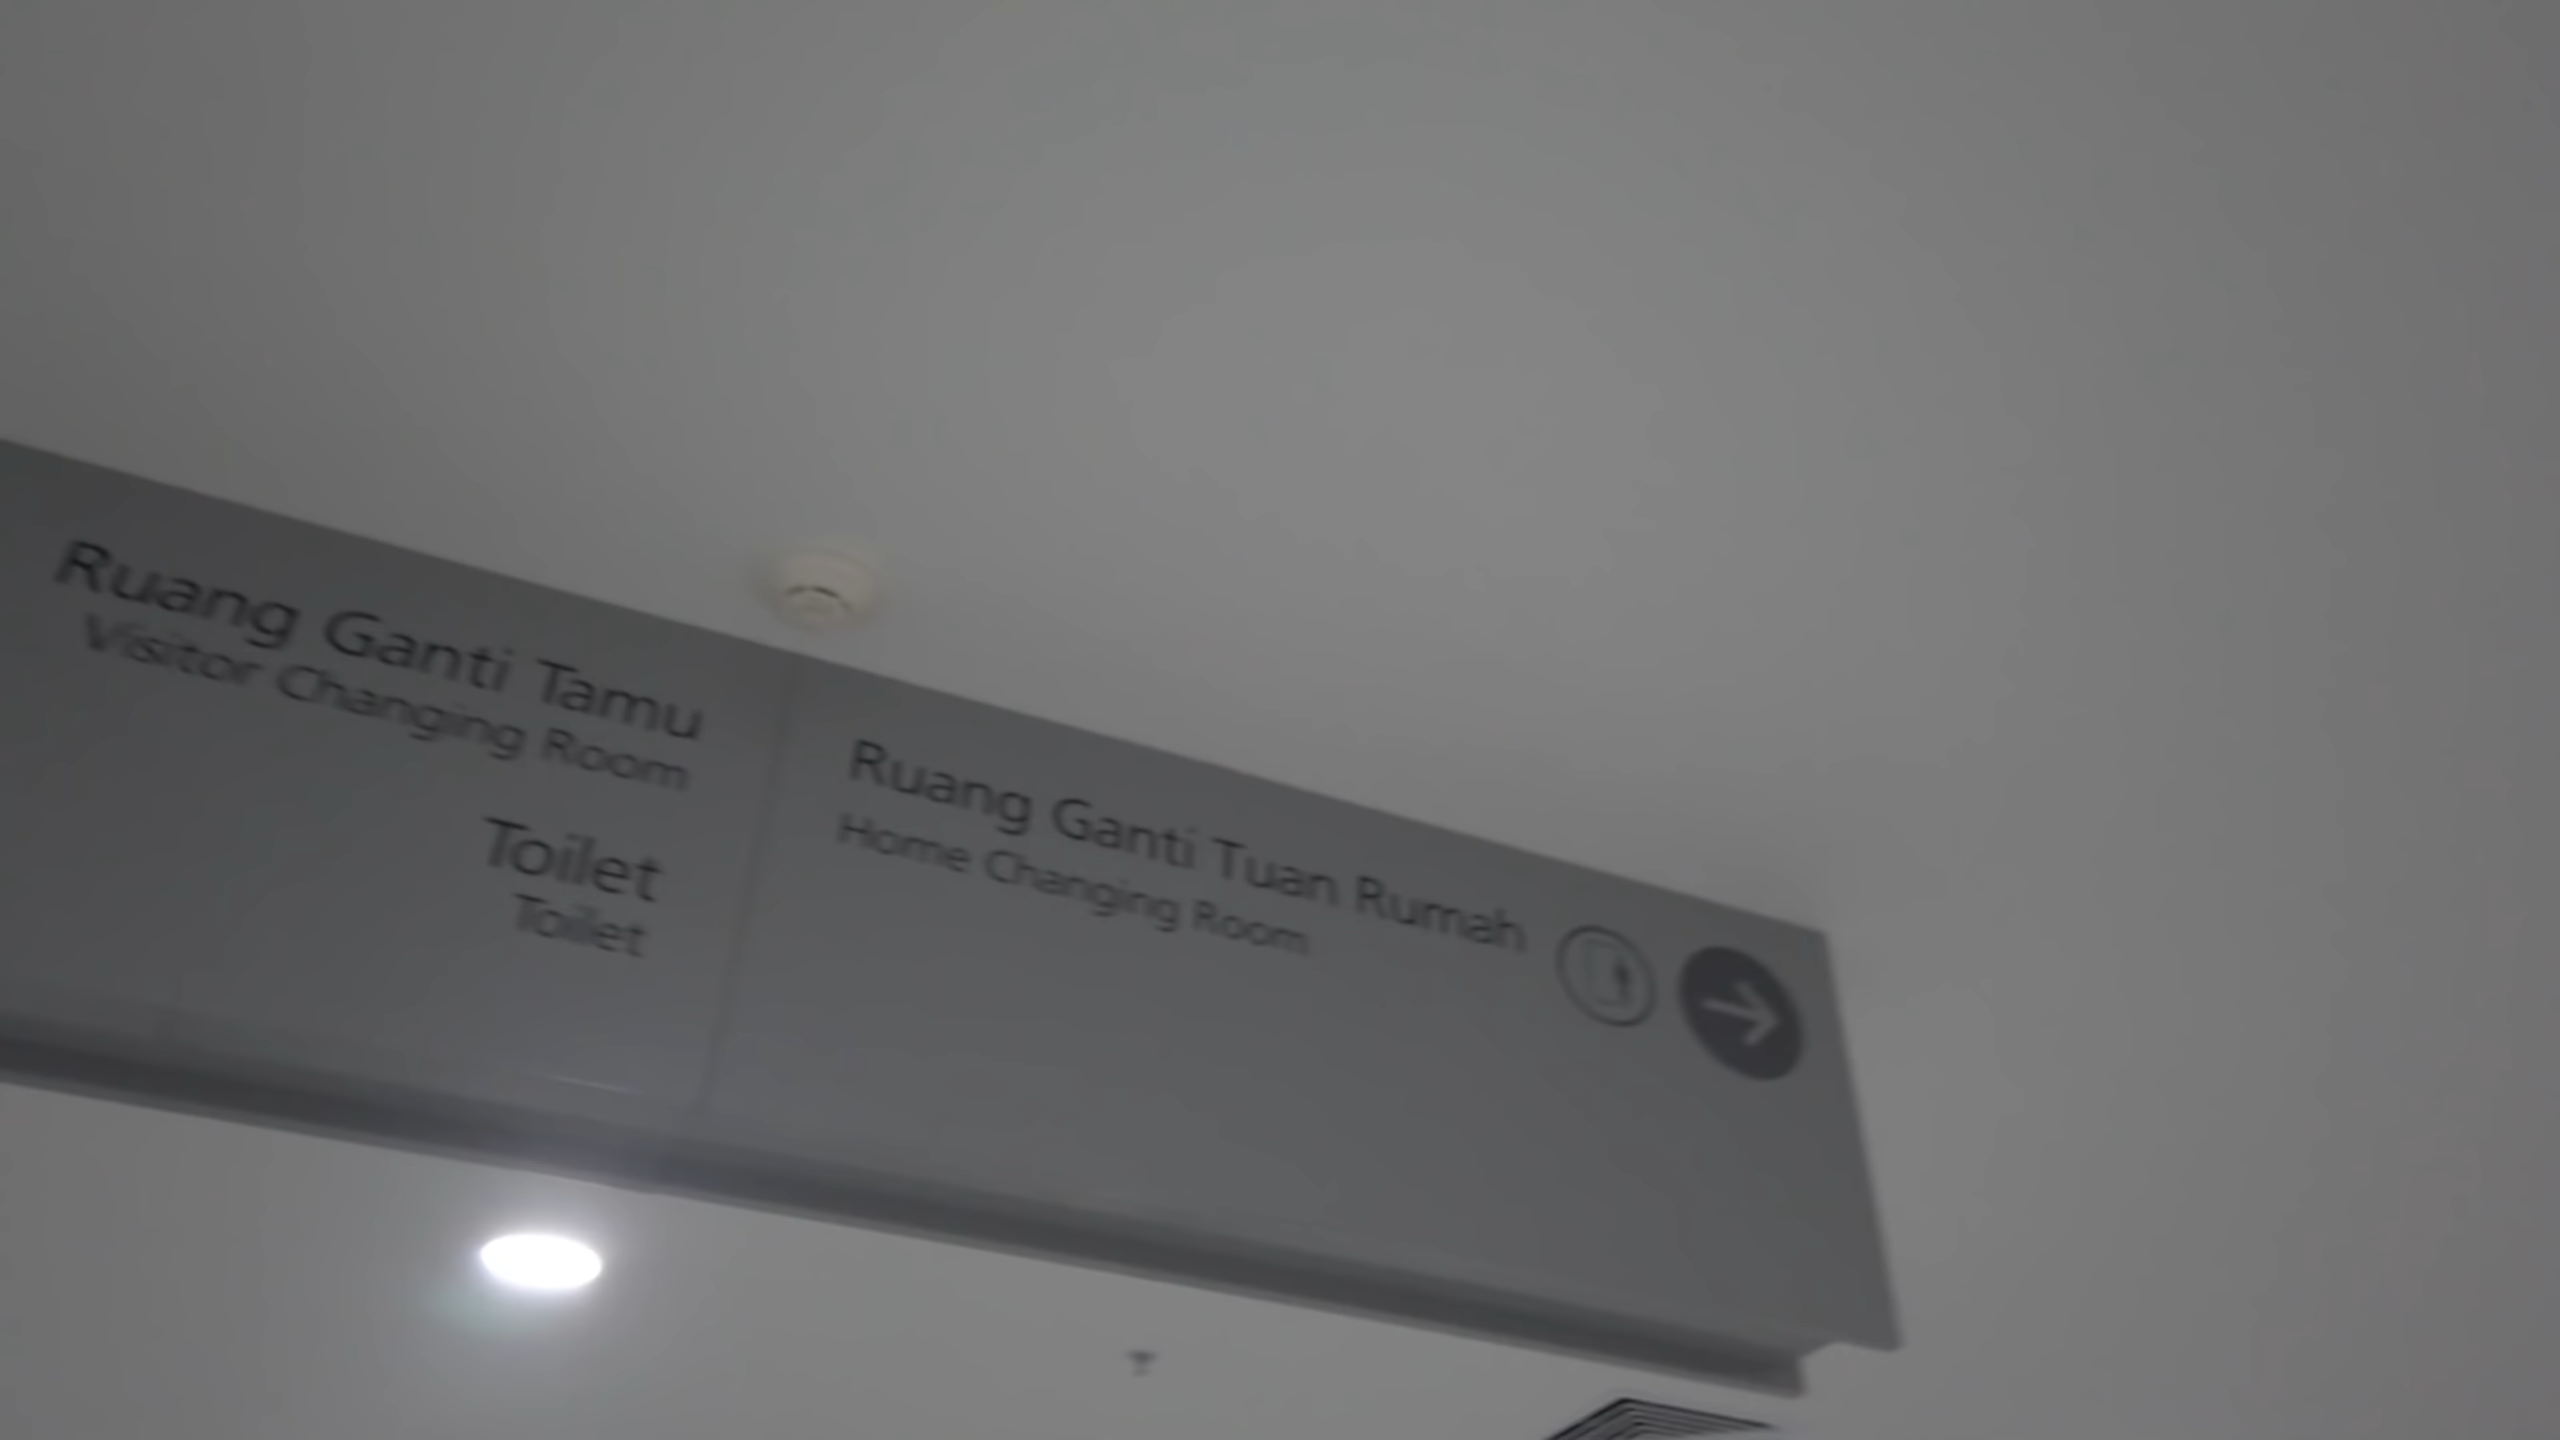 Ruang Ganti Tamu
Visitor Changing Room
Toilet
Toilet
Ruang Ganti Tuan Rumah
Home Changing Room